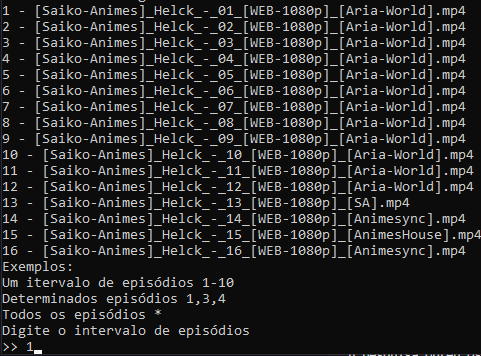 1 - [Saiko-Animes]_Helck_-_01_[WEB-1080p]_[Aria-World].mp4
2 - [Saiko-Animes]_Helck_-_02_[WEB-1080p]_[Aria-World].mp4
3 - [Saiko-Animes]_Helck_-_03_[WEB-1080p]_[Aria-World].mp4
4 - [Saiko-Animes]_Helck_-_04_[WEB-1080p]_[Aria-World].mp4
5 - [Saiko-Animes]_Helck_-_05_[WEB-1080p]_[Aria-World].mp4
6 - [Saiko-Animes]_Helck_-_06_[WEB-1080p]_[Aria-World].mp4
7 - [Saiko-Animes]_Helck_-_07_[WEB-1080p]_[Aria-World].mp4
8 - [Saiko-Animes]_Helck_-_08_[WEB-1080p]_[Aria-World].mp4
9 - [Saiko-Animes]_Helck_-_09_[WEB-1080p]_[Aria-World].mp4
10 - [Saiko-Animes]_Helck_-_10_[WEB-1080p]_[Aria-World].mp4
11 - [Saiko-Animes]_Helck_-_11_[WEB-1080p]_[Aria-World].mp4
12 - [Saiko-Animes]_Helck_-_12_[WEB-1080p]_[Aria-World].mp4
13 - [Saiko-Animes]_Helck_-_13_[WEB-1080p]_[SA].mp4
14 - [Saiko-Animes]_Helck_-_14_[WEB-1080p]_[Animesync].mp4
15 - [Saiko-Animes]_Helck_-_15_[WEB-1080p]_[AnimesHouse].mp4
16 - [Saiko-Animes]_Helck_-_16_[WEB-1080p]_[Animesync].mp4
Exemplos:
Um itervalo de episódios 1-10
Determinados episódios 1,3,4
Todos os episódios *
Digite o intervalo de episódios
>> 1